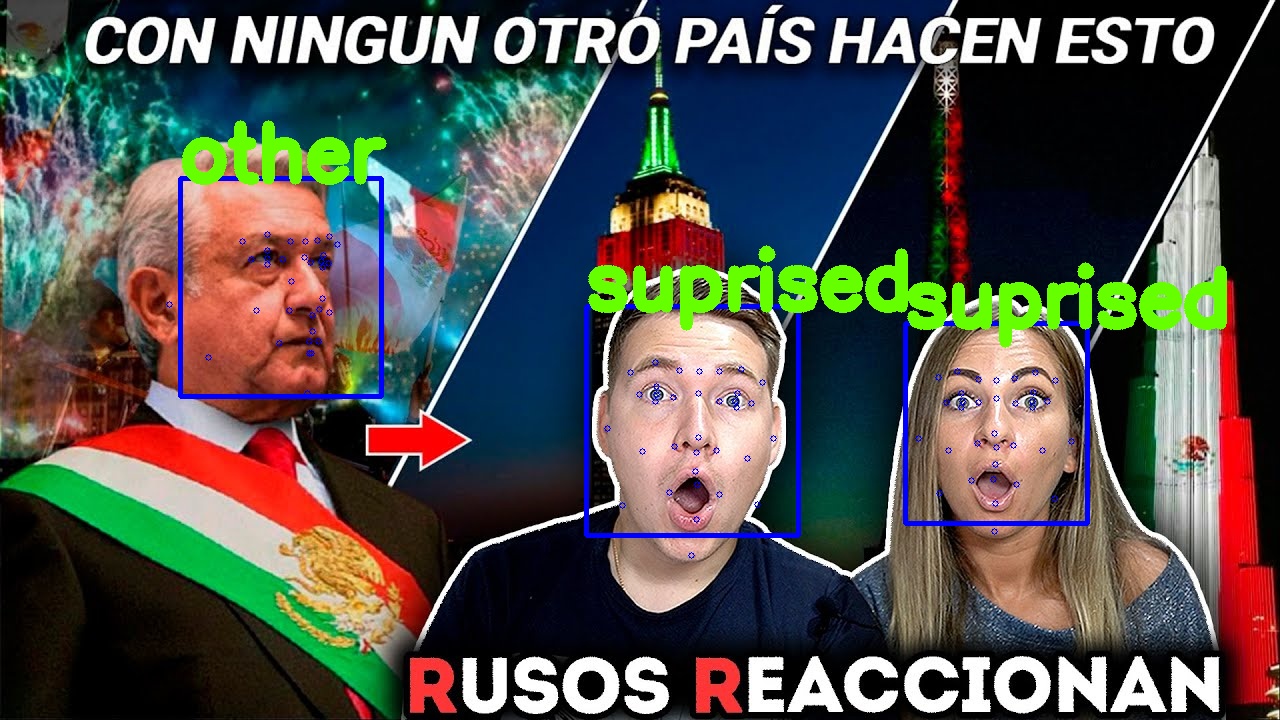 CON NINGUN OTRO PAÍS HACEN ESTO
other
suprised
suprised
RUSOS REACCIONAN